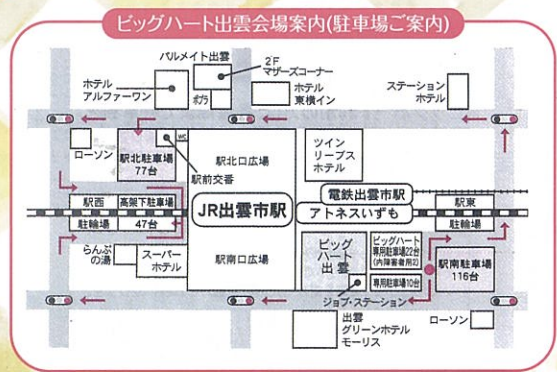 ビッグハート出雲会場案内(駐車場ご案内)
パルメイト出雲
2F
マザーズコーナー
ホテル
アルファーワン
ポプラ
ホテル
東横イン
ステーション
ホテル
ローソン
WC
駅北駐車場
77台
駅前交番
駅北口広場
ツイン
リーブス
ホテル
駅西
駐輪場
高架下駐車場
47台
JR出雲市駅
電鉄出雲市駅
アトネスいずも
駅東
駐輪場
らんぷ
の湯
スーパー
ホテル
駅南口広場
ビッグ
ハート
出雲
ビッグハート
専用駐車場22台
(内障害者用2)
専用駐車場10台
駅南駐車場
116台
ジョブ・ステーション
出雲
グリーンホテル
モーリス
ローソン